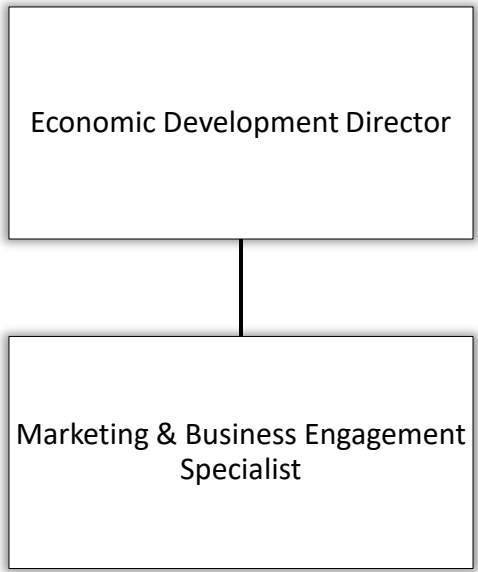 Economic Development Director
Marketing & Business Engagement
Specialist